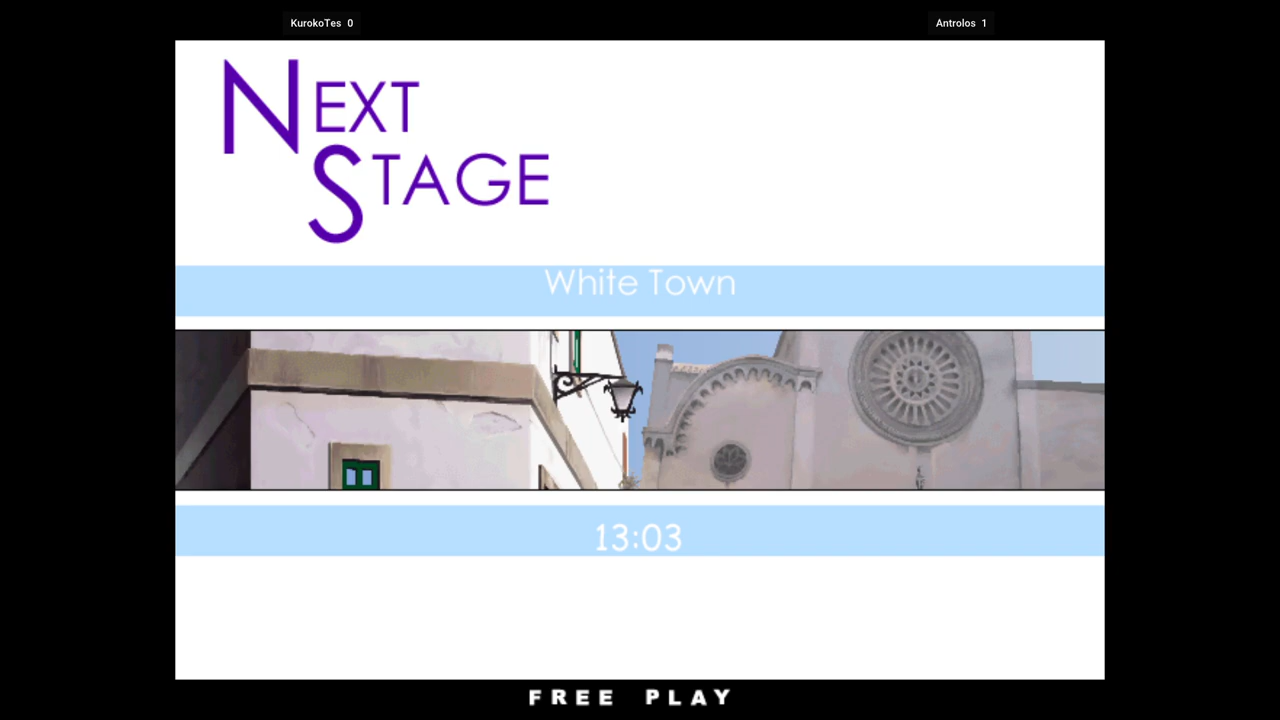 KurokoTes 0
Antrolos 1
NEXT
STAGE
White Town
13:03
FREE PLAY